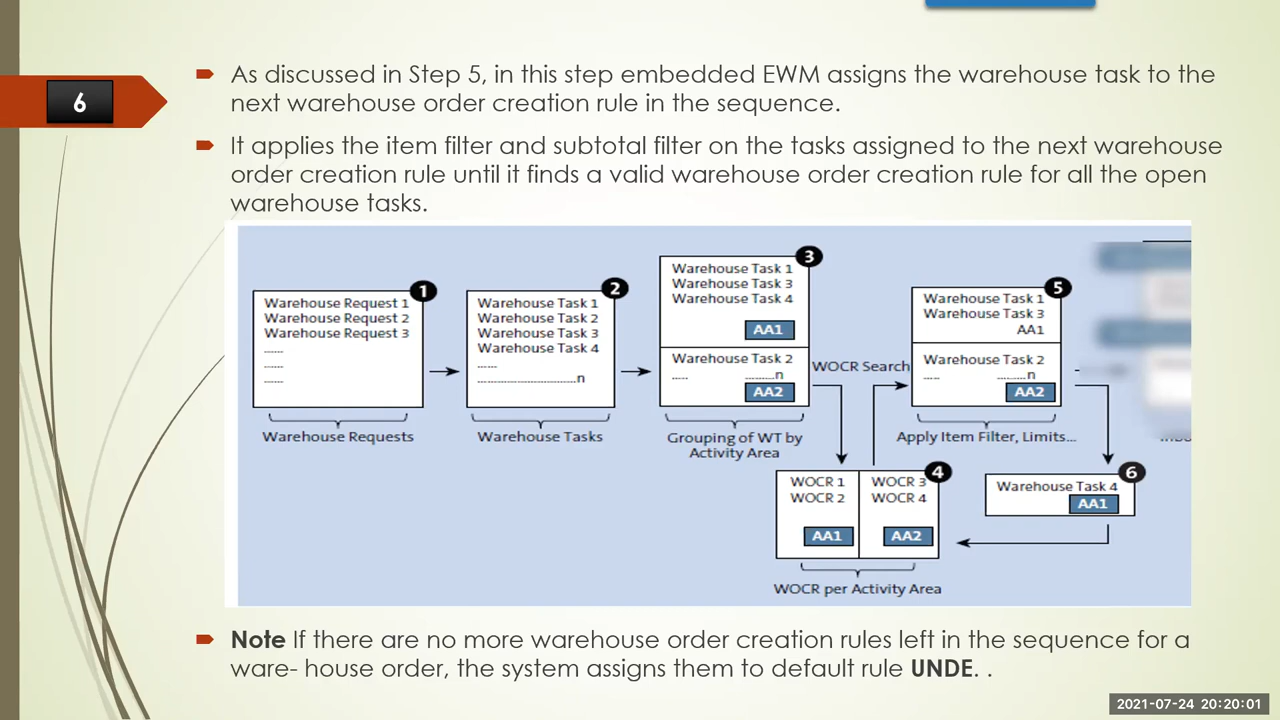 6
As discussed in Step 5, in this step embedded EWM assigns the warehouse task to the
next warehouse order creation rule in the sequence.
It applies the item filter and subtotal filter on the tasks assigned to the next warehouse
order creation rule until it finds a valid warehouse order creation rule for all the open
warehouse tasks.
1
Warehouse Request 1
Warehouse Request 2
Warehouse Request 3
......
......
......
Warehouse Requests
2
Warehouse Task 1
Warehouse Task 2
Warehouse Task 3
Warehouse Task 4
......
..............................n
Warehouse Tasks
3
Warehouse Task 1
Warehouse Task 3
Warehouse Task 4
AA1
Warehouse Task 2
..... .........n
AA2
Grouping of WT by
Activity Area
WOCR Search
4
WOCR 1
WOCR 2
AA1
WOCR 3
WOCR 4
AA2
WOCR per Activity Area
5
Warehouse Task 1
Warehouse Task 3
AA1
Warehouse Task 2
..... .........n
AA2
Apply Item Filter, Limits...
6
Warehouse Task 4
AA1
Note If there are no more warehouse order creation rules left in the sequence for a
ware- house order, the system assigns them to default rule UNDE. .
2021-07-24 20:20:01